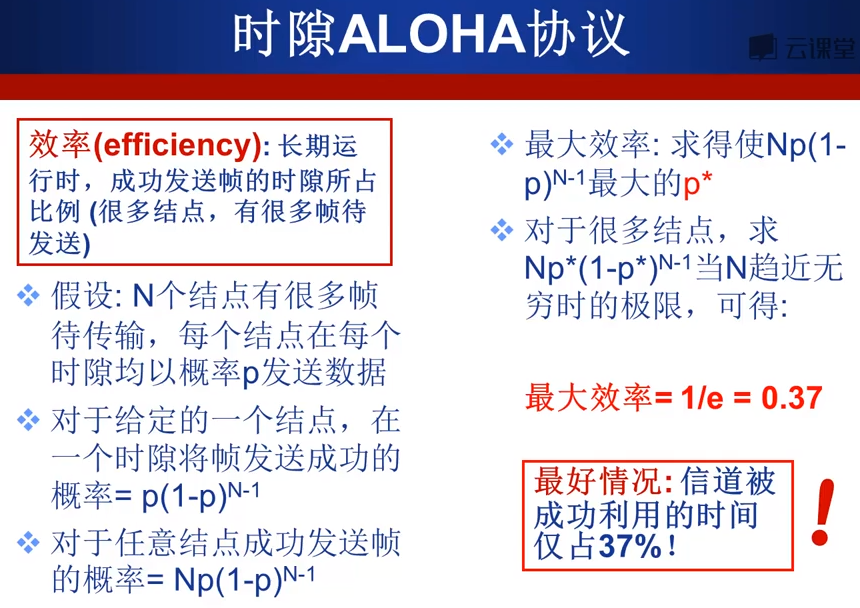 时隙ALOHA协议
云课堂
效率(efficiency): 长期运
行时，成功发送帧的时隙所占
比例 (很多结点，有很多帧待
发送)
假设: N个结点有很多帧
待传输，每个结点在每个
时隙均以概率p发送数据
对于给定的一个结点，在
一个时隙将帧发送成功的
概率= p(1-p)^N-1
对于任意结点成功发送帧
的概率= Np(1-p)^N-1
最大效率: 求得使Np(1-
p)^N-1最大的p*
对于很多结点，求
Np*(1-p*)^N-1当N趋近无
穷时的极限，可得:
最大效率= 1/e = 0.37
最好情况: 信道被
成功利用的时间
仅占37%！
!